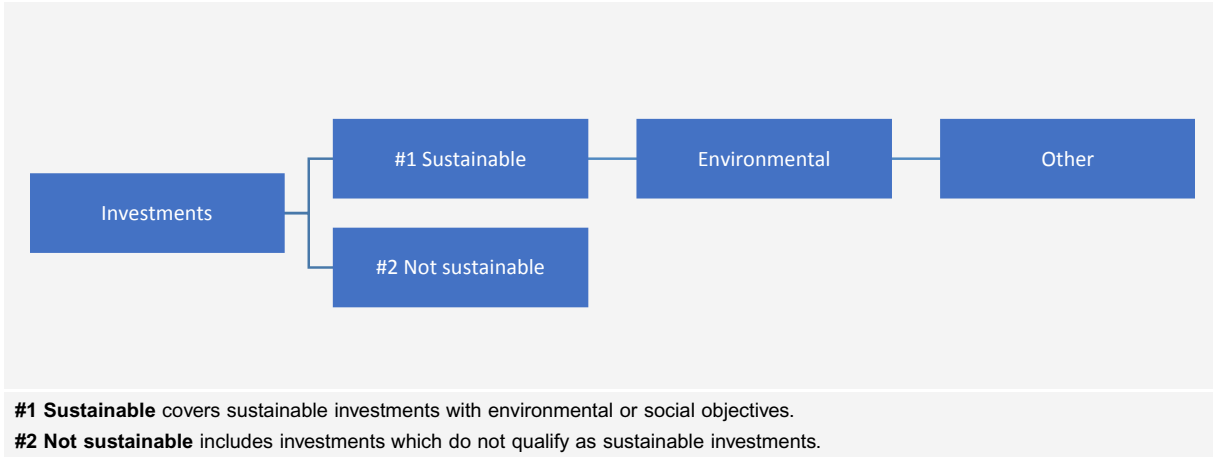 #1 Sustainable
Environmental
Other
Investments
#2 Not sustainable
#1 Sustainable covers sustainable investments with environmental or social objectives.
#2 Not sustainable includes investments which do not qualify as sustainable investments.